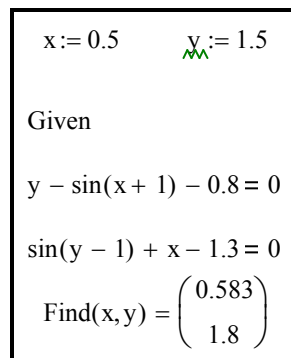 x := 0.5 y := 1.5
Given
y − sin(x + 1) − 0.8 = 0
sin(y − 1) + x − 1.3 = 0
Find(x, y) = (0.583
1.8)